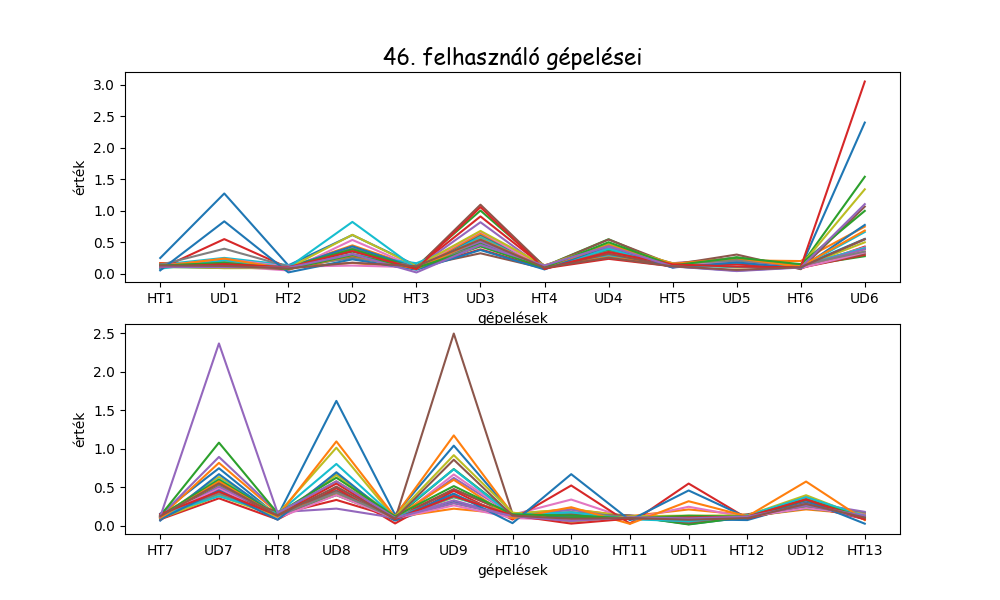 46. felhasználó gépelései
3.0
2.5
2.0
1.5
1.0
0.5
0.0
érték
HT1 UD1 HT2 UD2 HT3 UD3 HT4 UD4 HT5 UD5 HT6 UD6
gépelések
2.5
2.0
1.5
1.0
0.5
0.0
érték
HT7 UD7 HT8 UD8 HT9 UD9 HT10 UD10 HT11 UD11 HT12 UD12 HT13
gépelések